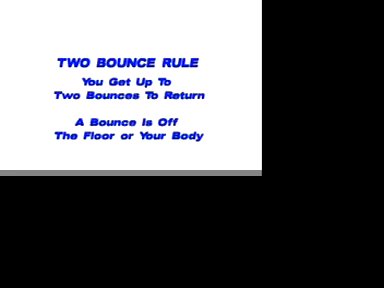 TWO BOUNCE RULE
You Get Up To
Two Bounces To Return
A Bounce Is Off
The Floor or Your Body